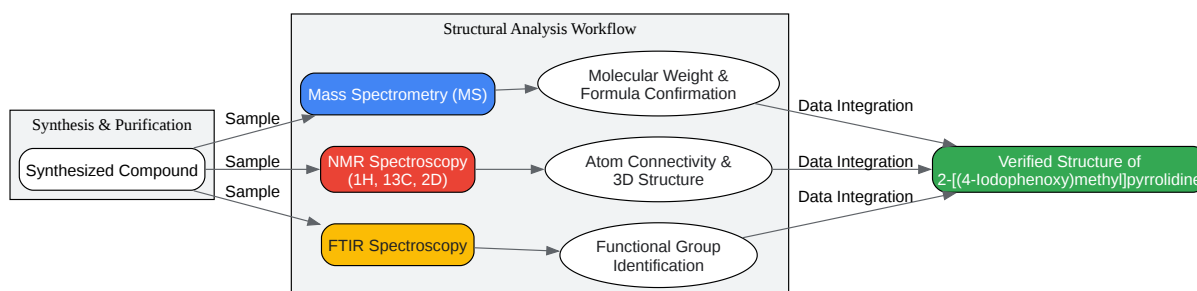 Structural Analysis Workflow
Synthesis & Purification
Synthesized Compound
Sample
Sample
Sample
Mass Spectrometry (MS)
NMR Spectroscopy
(1H, 13C, 2D)
FTIR Spectroscopy
Molecular Weight &
Formula Confirmation
Atom Connectivity &
3D Structure
Functional Group
Identification
Data Integration
Data Integration
Data Integration
Verified Structure of
2-[(4-Iodophenoxy)methyl]pyrrolidine